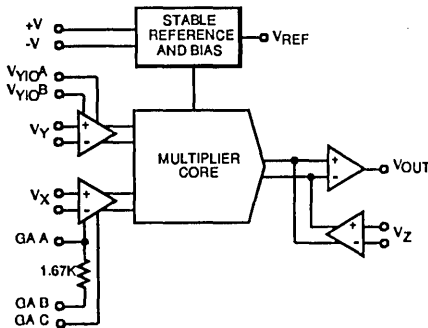 +V
-V
STABLE
REFERENCE
AND BIAS
VREF
VYIOA
VYIOB
VY
+
-
MULTIPLIER
CORE
VX
+
-
+
-
VOUT
+
-
VZ
GA A
1.67K
GA B
GA C